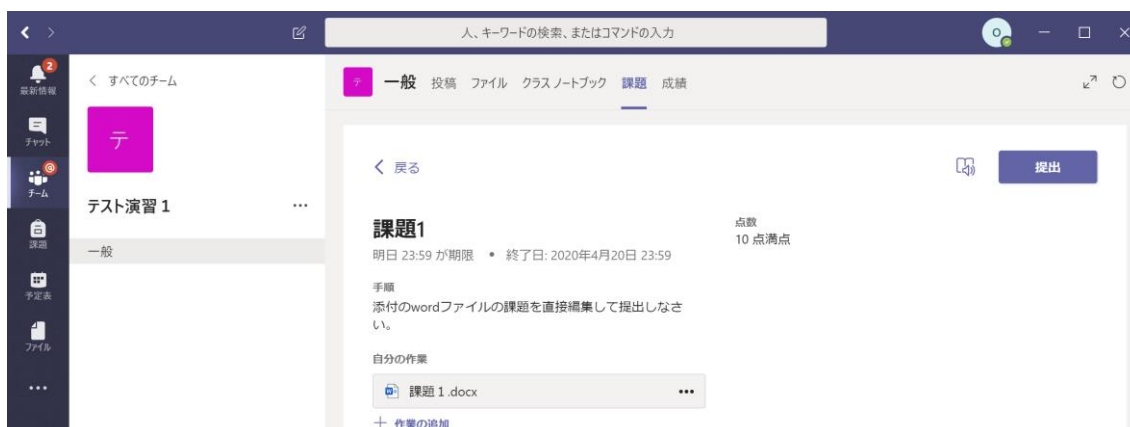 人、キーワードの検索、またはコマンドの入力
O
2
最新情報
チャット
@
チーム
課題
予定表
ファイル
すべてのチーム
テ
テスト演習 1
一般
テ
一般 投稿 ファイル クラス ノートブック 課題 成績
戻る
提出
課題1
明日 23:59 が期限 • 終了日: 2020年4月20日 23:59
点数
10 点満点
手順
添付のwordファイルの課題を直接編集して提出しなさ
い。
自分の作業
課題 1 .docx
作業の追加